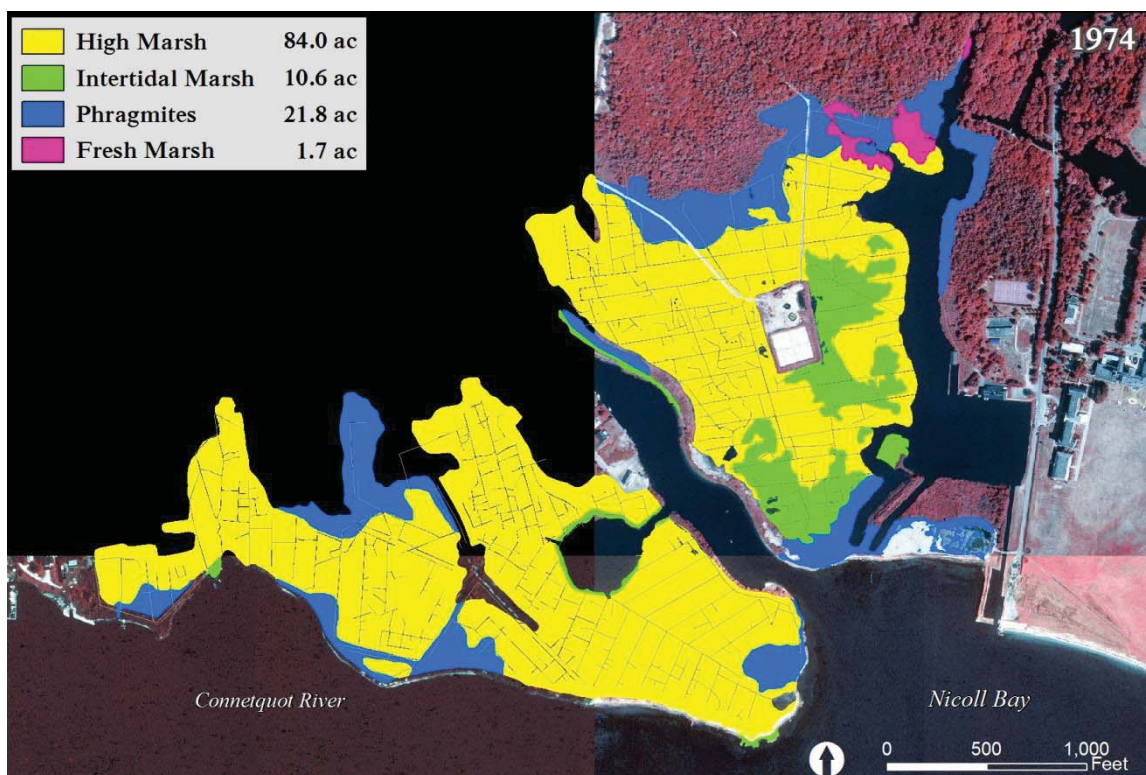 High Marsh 84.0 ac
Intertidal Marsh 10.6 ac
Phragmites 21.8 ac
Fresh Marsh 1.7 ac
1974
Connetquot River
Nicoll Bay
0 500 1,000
Feet